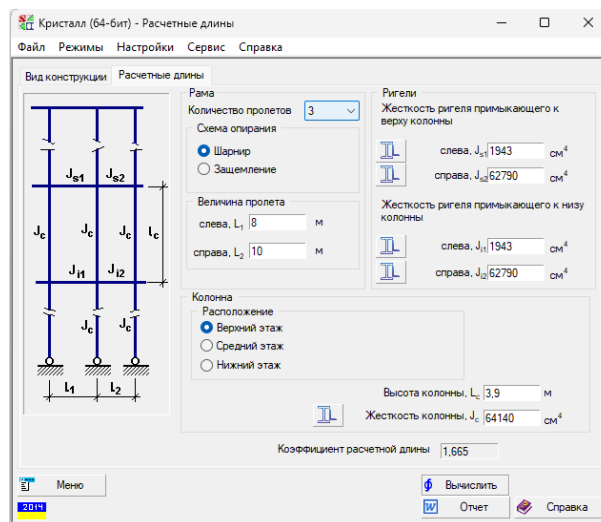 Кристалл (64-бит) - Расчетные длины
Файл Режимы Настройки Сервис Справка
Вид конструкции Расчетные длины
Js1 Js2
Jc Jc Jc lc
Ji1 Ji2
Jc Jc
l1 l2
Рама
Количество пролетов 3
Схема опирания
Шарнир
Защемление
Величина пролета
слева, L1 8 м
справа, L2 10 м
Ригели
Жесткость ригеля примыкающего к
верху колонны
слева, Js1 1943 см4
справа, Js2 62790 см4
Жесткость ригеля примыкающего к низу
колонны
слева, Ji1 1943 см4
справа, Ji2 62790 см4
Колонна
Расположение
Верхний этаж
Средний этаж
Нижний этаж
Высота колонны, Lc 3,9 м
Жесткость колонны, Jc 64140 см4
Коэффициент расчетной длины 1,665
Меню ϕ Вычислить
2014 W Отчет Справка